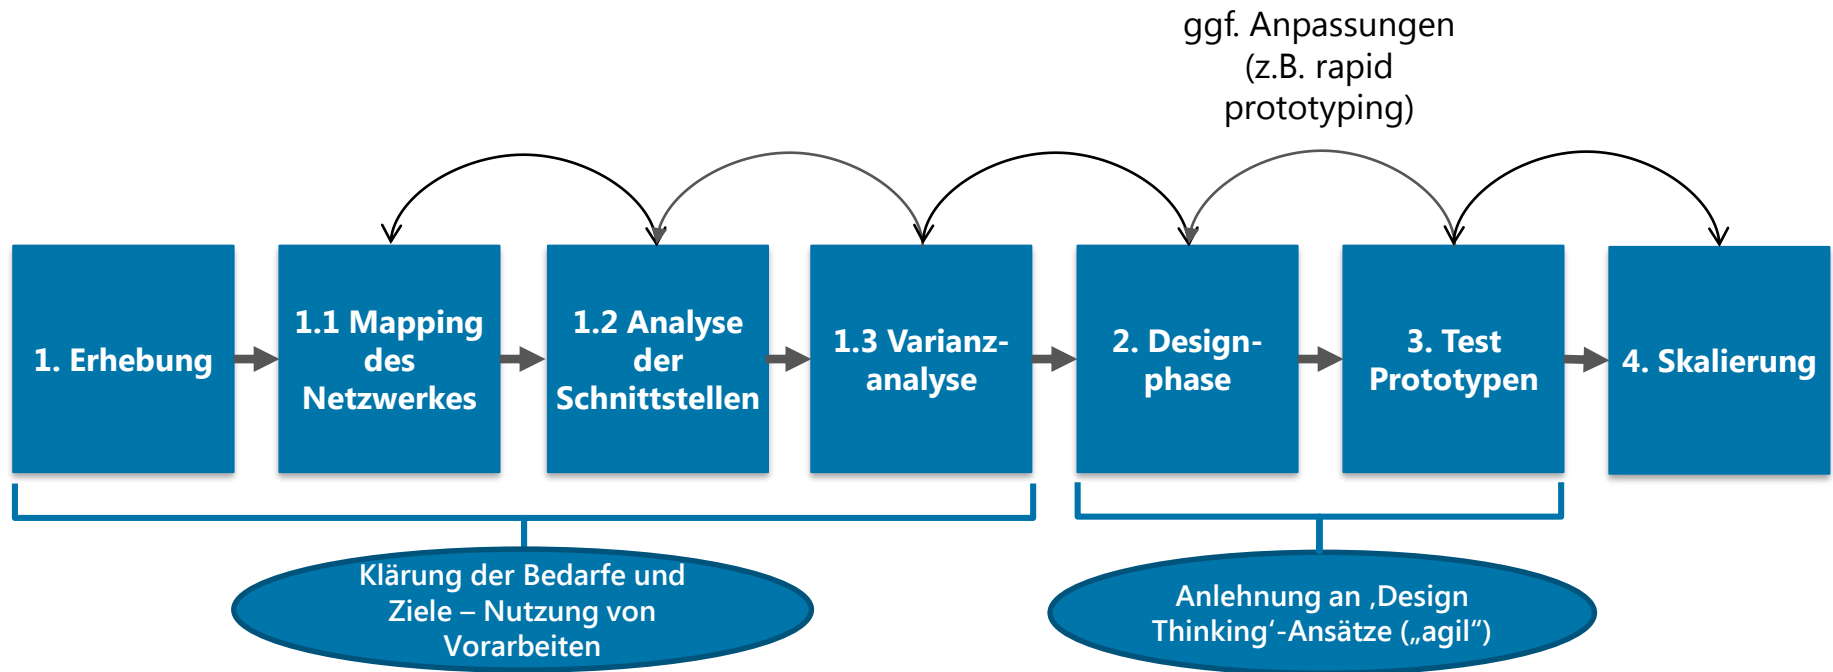 ggf. Anpassungen
(z.B. rapid
prototyping)
1. Erhebung
1.1 Mapping
des
Netzwerkes
1.2 Analyse
der
Schnittstellen
1.3 Varianz-
analyse
2. Design-
phase
3. Test
Prototypen
4. Skalierung
Klärung der Bedarfe und
Ziele – Nutzung von
Vorarbeiten
Anlehnung an ‚Design
Thinking‘-Ansätze („agil“)